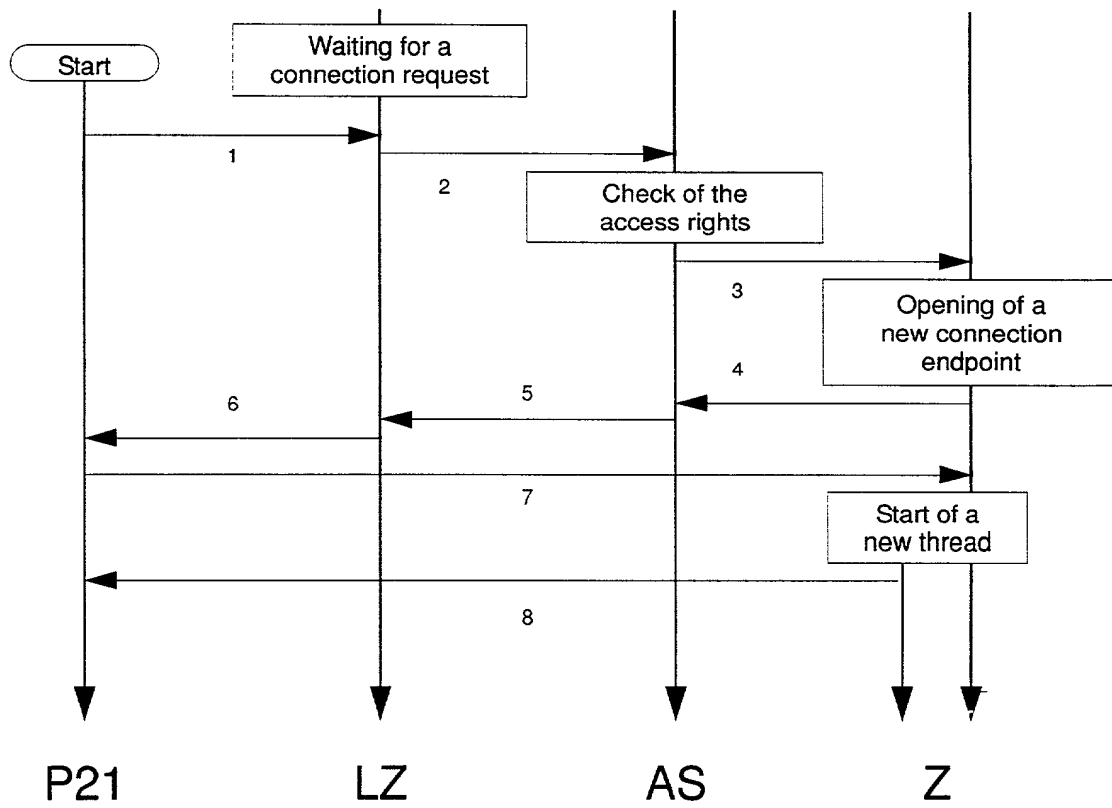 Waiting for a
connection request
Start
1
2
Check of the
access rights
3
Opening of a
new connection
endpoint
4
5
6
7
Start of a
new thread
8
P21
LZ
AS
Z